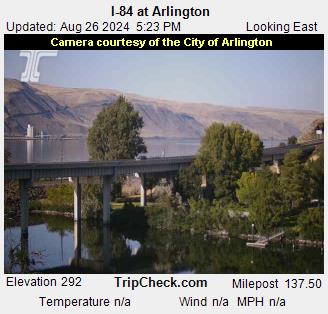 I-84 at Arlington
Updated: Aug 26 2024 5:23 PM Looking East
Camera courtesy of the City of Arlington
Elevation 292 TripCheck.com Milepost 137.50
Temperature n/a Wind n/a MPH n/a